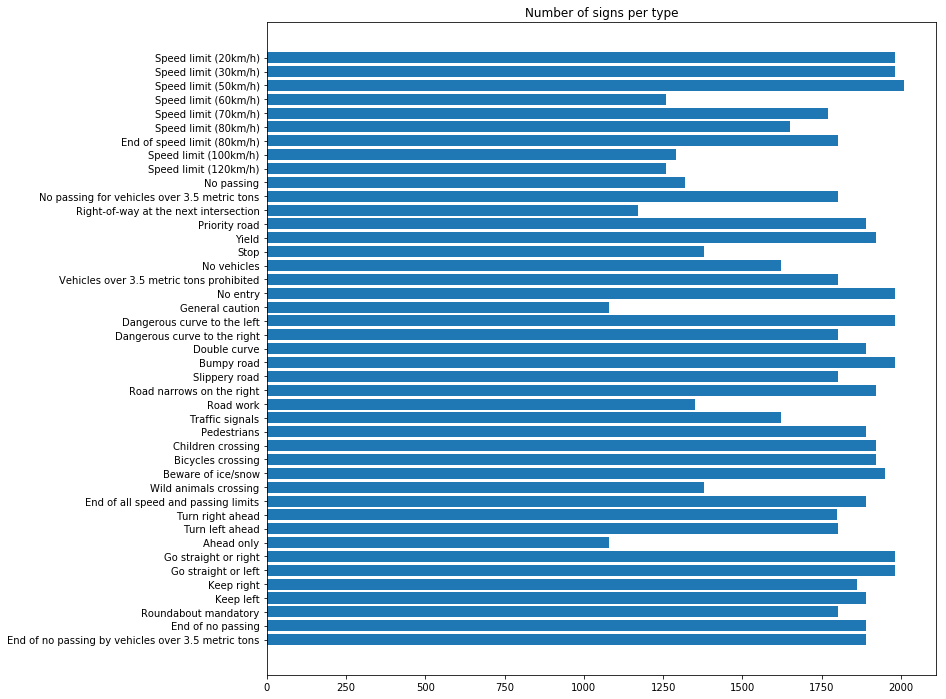 Number of signs per type
Speed limit (20km/h)
Speed limit (30km/h)
Speed limit (50km/h)
Speed limit (60km/h)
Speed limit (70km/h)
Speed limit (80km/h)
End of speed limit (80km/h)
Speed limit (100km/h)
Speed limit (120km/h)
No passing
No passing for vehicles over 3.5 metric tons
Right-of-way at the next intersection
Priority road
Yield
Stop
No vehicles
Vehicles over 3.5 metric tons prohibited
No entry
General caution
Dangerous curve to the left
Dangerous curve to the right
Double curve
Bumpy road
Slippery road
Road narrows on the right
Road work
Traffic signals
Pedestrians
Children crossing
Bicycles crossing
Beware of ice/snow
Wild animals crossing
End of all speed and passing limits
Turn right ahead
Turn left ahead
Ahead only
Go straight or right
Go straight or left
Keep right
Keep left
Roundabout mandatory
End of no passing
End of no passing by vehicles over 3.5 metric tons
0 250 500 750 1000 1250 1500 1750 2000